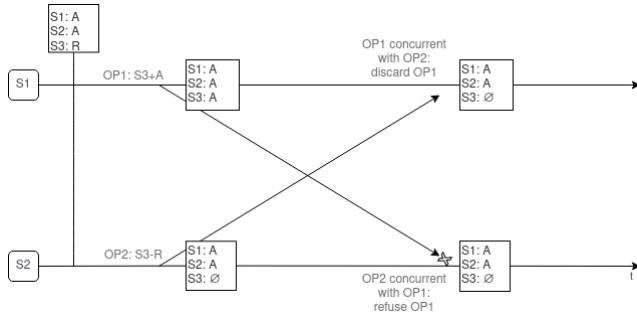 S1: A
S2: A
S3: R
OP1 concurrent
with OP2:
discard OP1
S1
OP1: S3+A
S1: A
S2: A
S3: A
S1: A
S2: A
S3: ∅
S2
OP2: S3-R
S1: A
S2: A
S3: ∅
S1: A
S2: A
S3: ∅
t
OP2 concurrent
with OP1:
refuse OP1